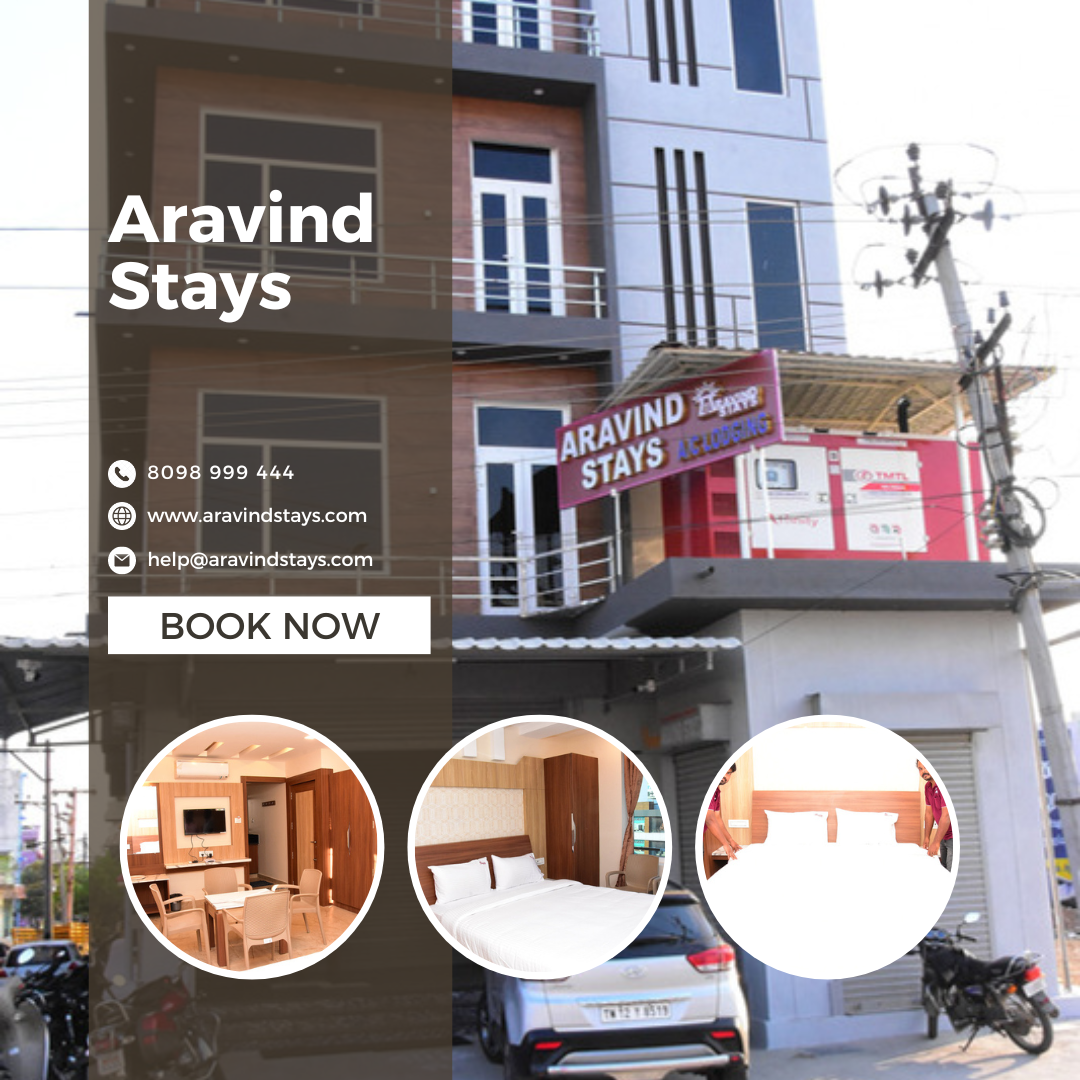 Aravind
Stays
8098 999 444
www.aravindstays.com
help@aravindstays.com
BOOK NOW
ARAVIND
STAYS
A/C LODGING
TMTL